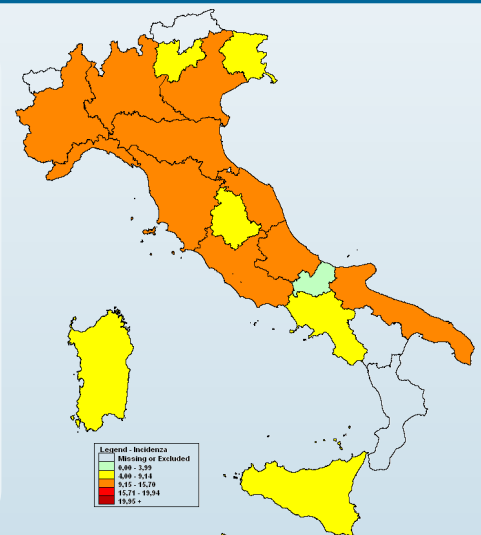 Legend - Incidenza
Missing or Excluded
0,00 - 3,99
4,00 - 9,14
9,15 - 15,70
15,71 - 19,94
19,95 +